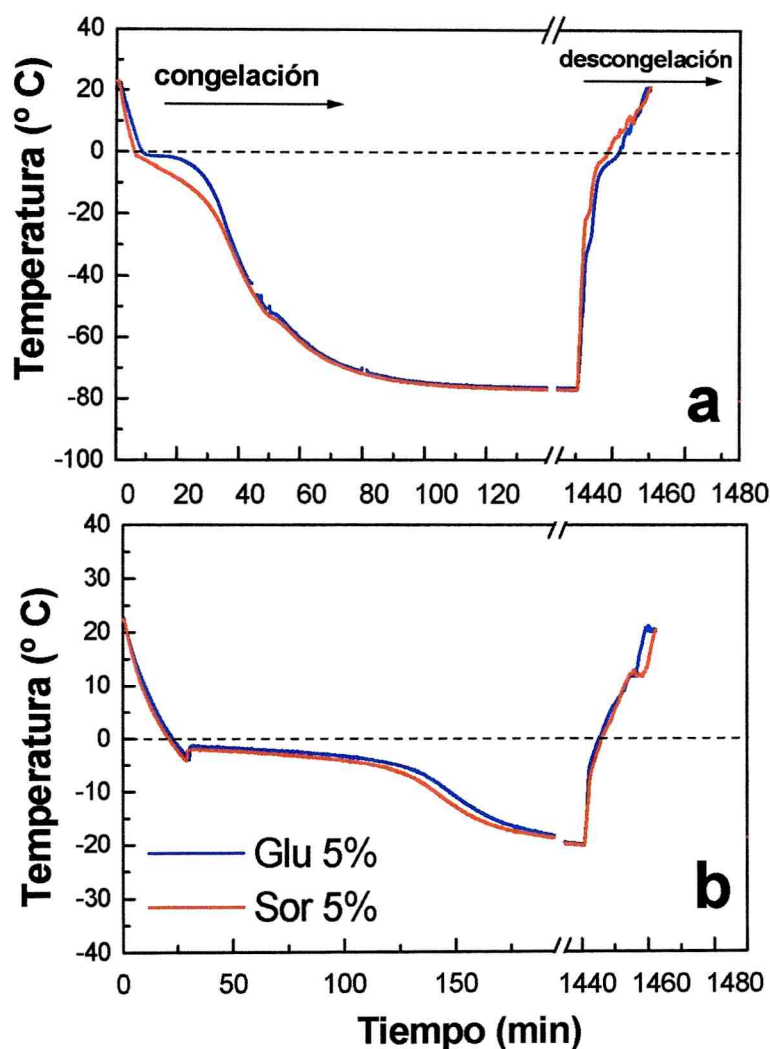 40
20
0
-20
-40
-60
-80
-100
Temperatura (º C)
congelación
descongelación
a
0 20 40 60 80 100 120 1440 1460 1480
40
30
20
10
0
-10
-20
-30
-40
Temperatura (º C)
Glu 5%
Sor 5%
b
0 50 100 150 1440 1460 1480
Tiempo (min)